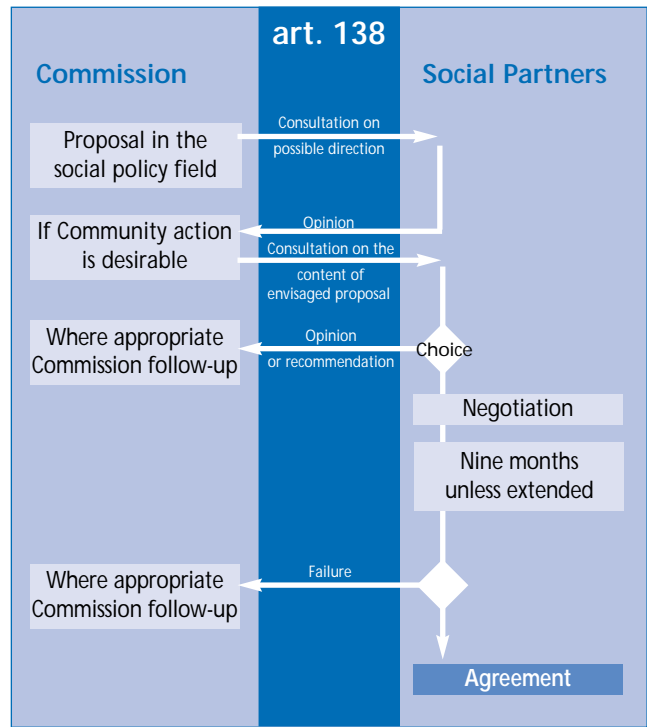 art. 138
Commission
Social Partners
Proposal in the
social policy field
Consultation on
possible direction
Opinion
If Community action
is desirable
Consultation on the
content of
envisaged proposal
Where appropriate
Commission follow-up
Opinion
or recommendation
Choice
Negotiation
Nine months
unless extended
Where appropriate
Commission follow-up
Failure
Agreement